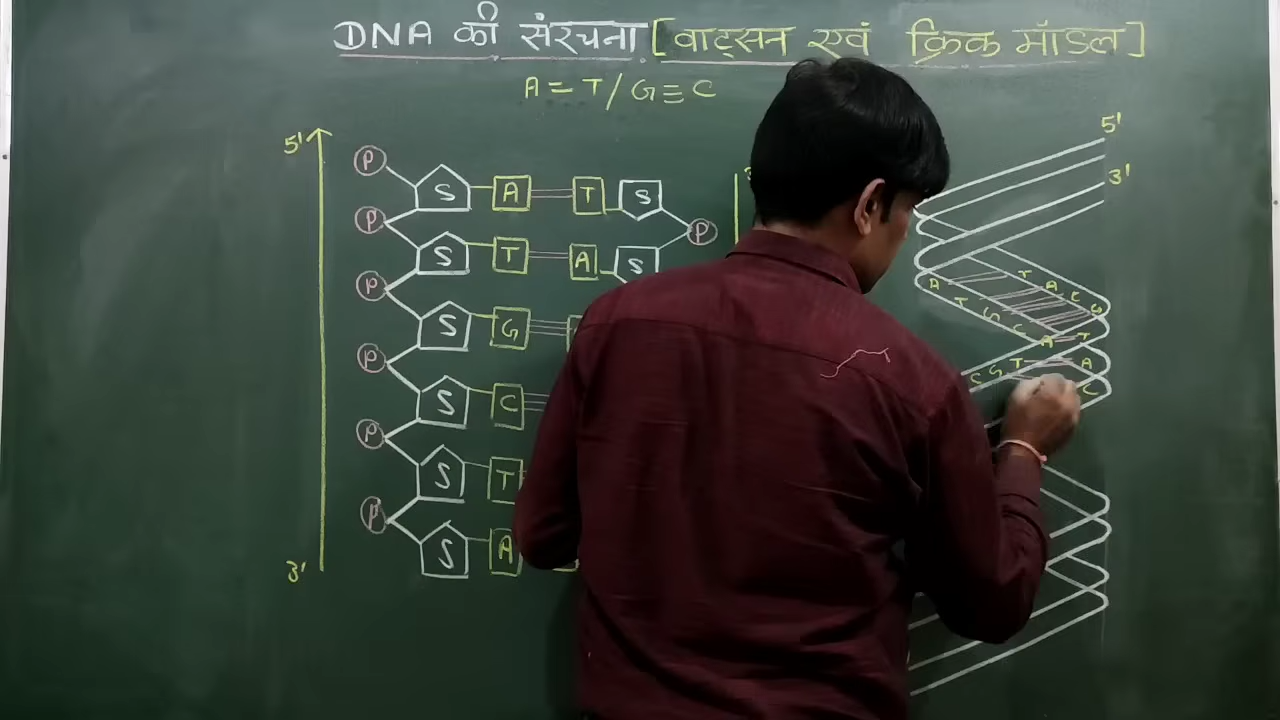 DNA की संरचना [वाट्सन एवं क्रिक मॉडल]
A = T / G ≡ C
5' 5'
3'
P S A T S
P P
S T A S
P
S G
P
S C
P
S T
P
S A
3'
T A C G
A T G C A T
C G T A
C